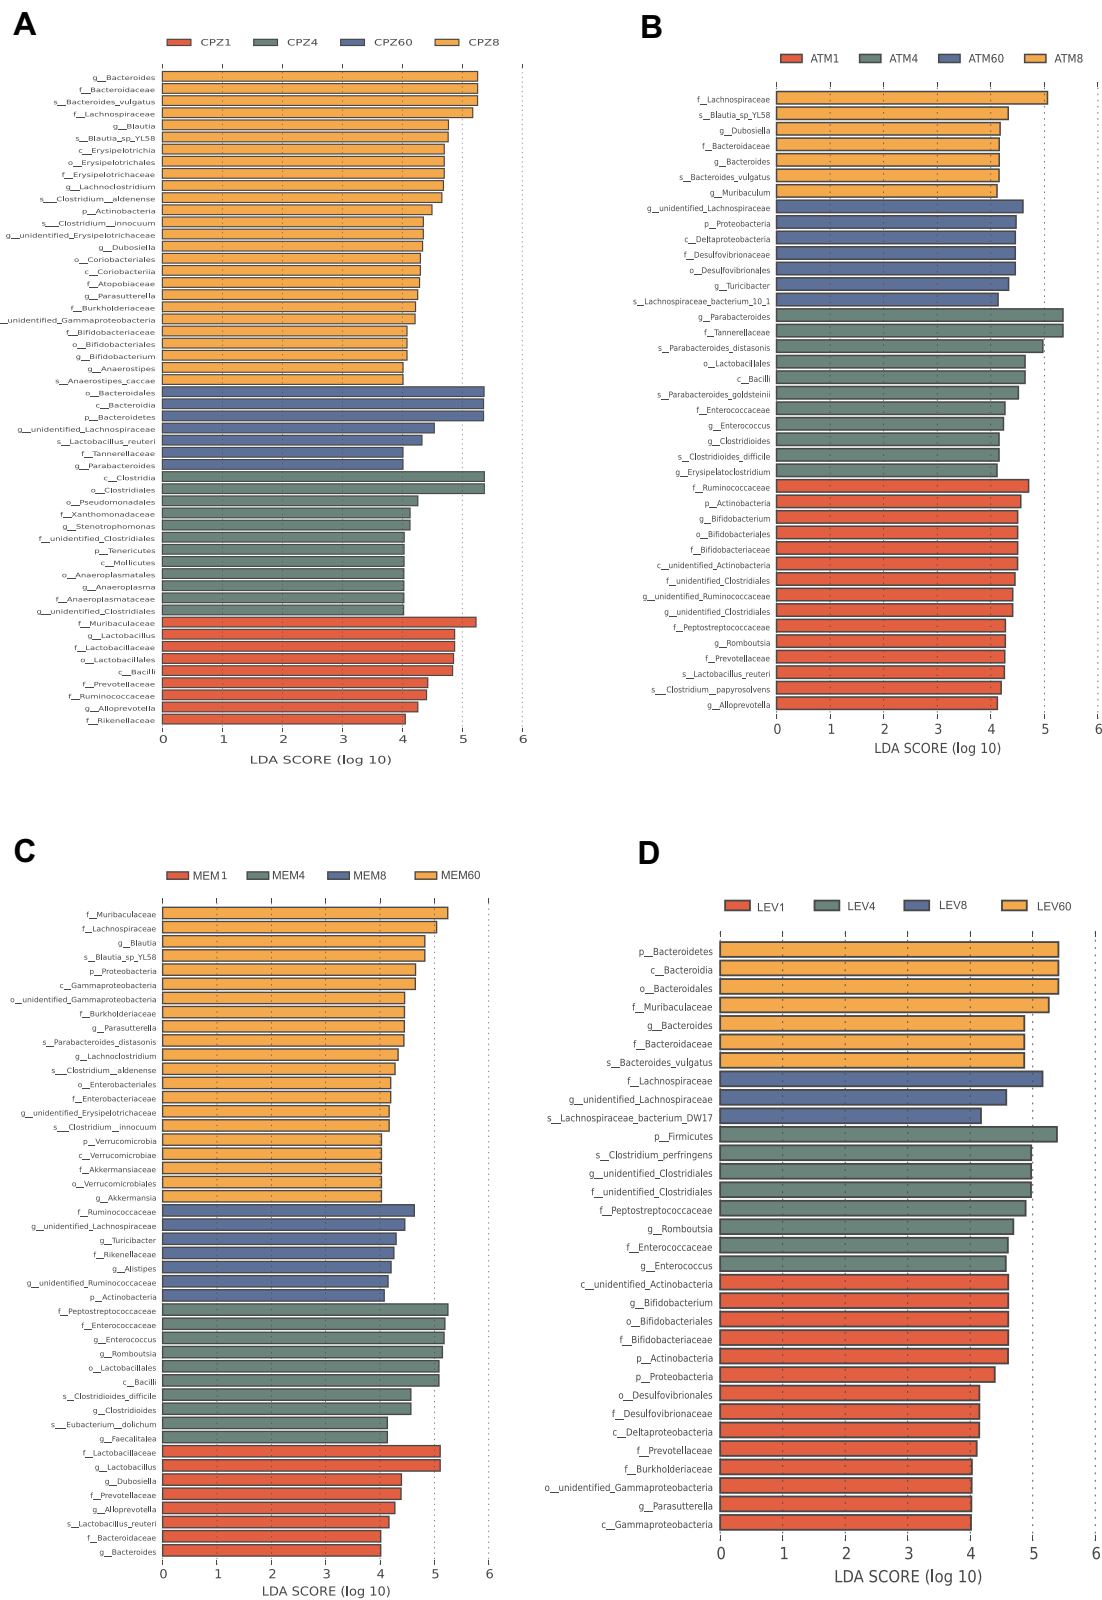 A
CPZ1 CPZ4 CPZ60 CPZ8
g__Bacteroides
f__Bacteroidaceae
s__Bacteroides_vulgatus
f__Lachnospiraceae
g__Blautia
s__Blautia_sp_YL58
c__Erysipelotrichia
o__Erysipelotrichales
f__Erysipelotrichaceae
g__Lachnoclostridium
s___Clostridium__aldenense
p__Actinobacteria
s___Clostridium__innocuum
g__unidentified_Erysipelotrichaceae
g__Dubosiella
o__Coriobacteriales
c__Coriobacteriia
f__Atopobiaceae
g__Parasutterella
f__Burkholderiaceae
_unidentified_Gammaproteobacteria
f__Bifidobacteriaceae
o__Bifidobacteriales
g__Bifidobacterium
g__Anaerostipes
s__Anaerostipes_caccae
o__Bacteroidales
c__Bacteroidia
p__Bacteroidetes
g__unidentified_Lachnospiraceae
s__Lactobacillus_reuteri
f__Tannerellaceae
g__Parabacteroides
c__Clostridia
o__Clostridiales
o__Pseudomonadales
f__Xanthomonadaceae
g__Stenotrophomonas
f__unidentified_Clostridiales
p__Tenericutes
c__Mollicutes
o__Anaeroplasmatales
g__Anaeroplasma
f__Anaeroplasmataceae
g__unidentified_Clostridiales
f__Muribaculaceae
g__Lactobacillus
f__Lactobacillaceae
o__Lactobacillales
c__Bacilli
f__Prevotellaceae
f__Ruminococcaceae
g__Alloprevotella
f__Rikenellaceae
0 1 2 3 4 5 6
LDA SCORE (log 10)
B
ATM1 ATM4 ATM60 ATM8
f__Lachnospiraceae
s__Blautia_sp_YL58
g__Dubosiella
f__Bacteroidaceae
g__Bacteroides
s__Bacteroides_vulgatus
g__Muribaculum
g__unidentified_Lachnospiraceae
p__Proteobacteria
c__Deltaproteobacteria
f__Desulfovibrionaceae
o__Desulfovibrionales
g__Turicibacter
s__Lachnospiraceae_bacterium_10_1
g__Parabacteroides
f__Tannerellaceae
s__Parabacteroides_distasonis
o__Lactobacillales
c__Bacilli
s__Parabacteroides_goldsteinii
f__Enterococcaceae
g__Enterococcus
g__Clostridioides
s__Clostridioides_difficile
g__Erysipelatoclostridium
f__Ruminococcaceae
p__Actinobacteria
g__Bifidobacterium
o__Bifidobacteriales
f__Bifidobacteriaceae
c__unidentified_Actinobacteria
f__unidentified_Clostridiales
g__unidentified_Ruminococcaceae
g__unidentified_Clostridiales
f__Peptostreptococcaceae
g__Romboutsia
f__Prevotellaceae
s__Lactobacillus_reuteri
s___Clostridium__papyrosolvens
g__Alloprevotella
0 1 2 3 4 5 6
LDA SCORE (log 10)
C
MEM1 MEM4 MEM8 MEM60
f__Muribaculaceae
f__Lachnospiraceae
g__Blautia
s__Blautia_sp_YL58
p__Proteobacteria
c__Gammaproteobacteria
o__unidentified_Gammaproteobacteria
f__Burkholderiaceae
g__Parasutterella
s__Parabacteroides_distasonis
g__Lachnoclostridium
s___Clostridium__aldenense
o__Enterobacteriales
f__Enterobacteriaceae
g__unidentified_Erysipelotrichaceae
s___Clostridium__innocuum
p__Verrucomicrobia
c__Verrucomicrobiae
f__Akkermansiaceae
o__Verrucomicrobiales
g__Akkermansia
f__Ruminococcaceae
g__unidentified_Lachnospiraceae
g__Turicibacter
f__Rikenellaceae
g__Alistipes
g__unidentified_Ruminococcaceae
p__Actinobacteria
f__Peptostreptococcaceae
f__Enterococcaceae
g__Enterococcus
g__Romboutsia
o__Lactobacillales
c__Bacilli
s__Clostridioides_difficile
g__Clostridioides
s___Eubacterium__dolichum
g__Faecalitalea
f__Lactobacillaceae
g__Lactobacillus
g__Dubosiella
f__Prevotellaceae
g__Alloprevotella
s__Lactobacillus_reuteri
f__Bacteroidaceae
g__Bacteroides
0 1 2 3 4 5 6
LDA SCORE (log 10)
D
LEV1 LEV4 LEV8 LEV60
p__Bacteroidetes
c__Bacteroidia
o__Bacteroidales
f__Muribaculaceae
g__Bacteroides
f__Bacteroidaceae
s__Bacteroides_vulgatus
f__Lachnospiraceae
g__unidentified_Lachnospiraceae
s__Lachnospiraceae_bacterium_DW17
p__Firmicutes
s__Clostridium_perfringens
g__unidentified_Clostridiales
f__unidentified_Clostridiales
f__Peptostreptococcaceae
g__Romboutsia
f__Enterococcaceae
g__Enterococcus
c__unidentified_Actinobacteria
g__Bifidobacterium
o__Bifidobacteriales
f__Bifidobacteriaceae
p__Actinobacteria
p__Proteobacteria
o__Desulfovibrionales
f__Desulfovibrionaceae
c__Deltaproteobacteria
f__Prevotellaceae
f__Burkholderiaceae
o__unidentified_Gammaproteobacteria
g__Parasutterella
c__Gammaproteobacteria
0 1 2 3 4 5 6
LDA SCORE (log 10)